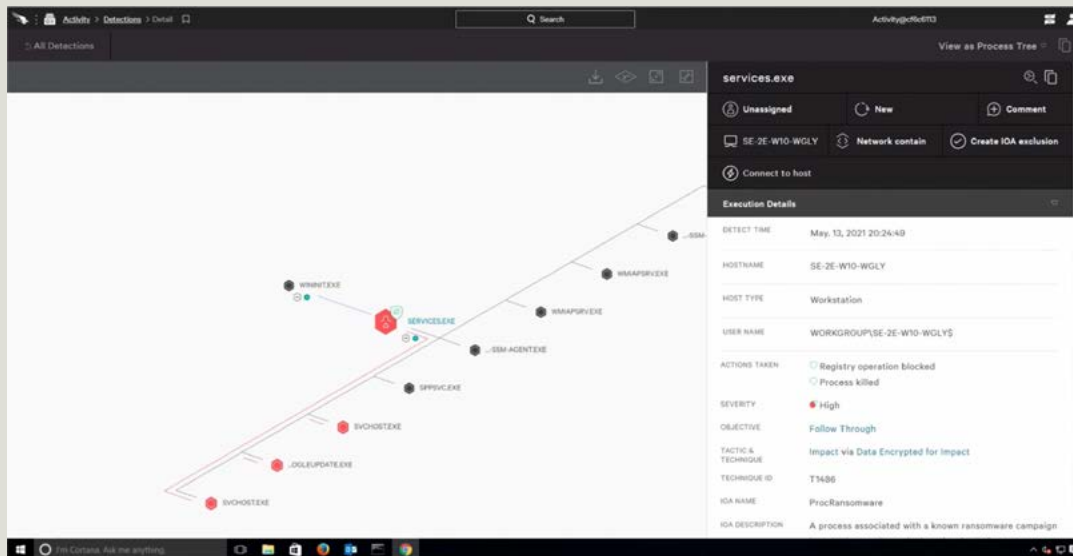 Activity > Detections > Detail
Search
Activity@cf6c6113
All Detections
View as Process Tree
services.exe
Unassigned
New
Comment
SE-2E-W10-WGLY
Network contain
Create IOA exclusion
Connect to host
Execution Details
DETECT TIME
May. 13, 2021 20:24:49
HOSTNAME
SE-2E-W10-WGLY
HOST TYPE
Workstation
USER NAME
WORKGROUP\SE-2E-W10-WGLY$
ACTIONS TAKEN
Registry operation blocked
Process killed
SEVERITY
High
OBJECTIVE
Follow Through
TACTIC &
TECHNIQUE
Impact via Data Encrypted for Impact
TECHNIQUE ID
T1486
IOA NAME
ProcRansomware
IOA DESCRIPTION
A process associated with a known ransomware campaign
...SSM-
WMIAPSRV.EXE
WININIT.EXE
WMIAPSRV.EXE
SERVICES.EXE
...SSM-AGENT.EXE
SPPSVC.EXE
SVCHOST.EXE
...OGLEUPDATE.EXE
SVCHOST.EXE
I'm Cortana. Ask me anything.